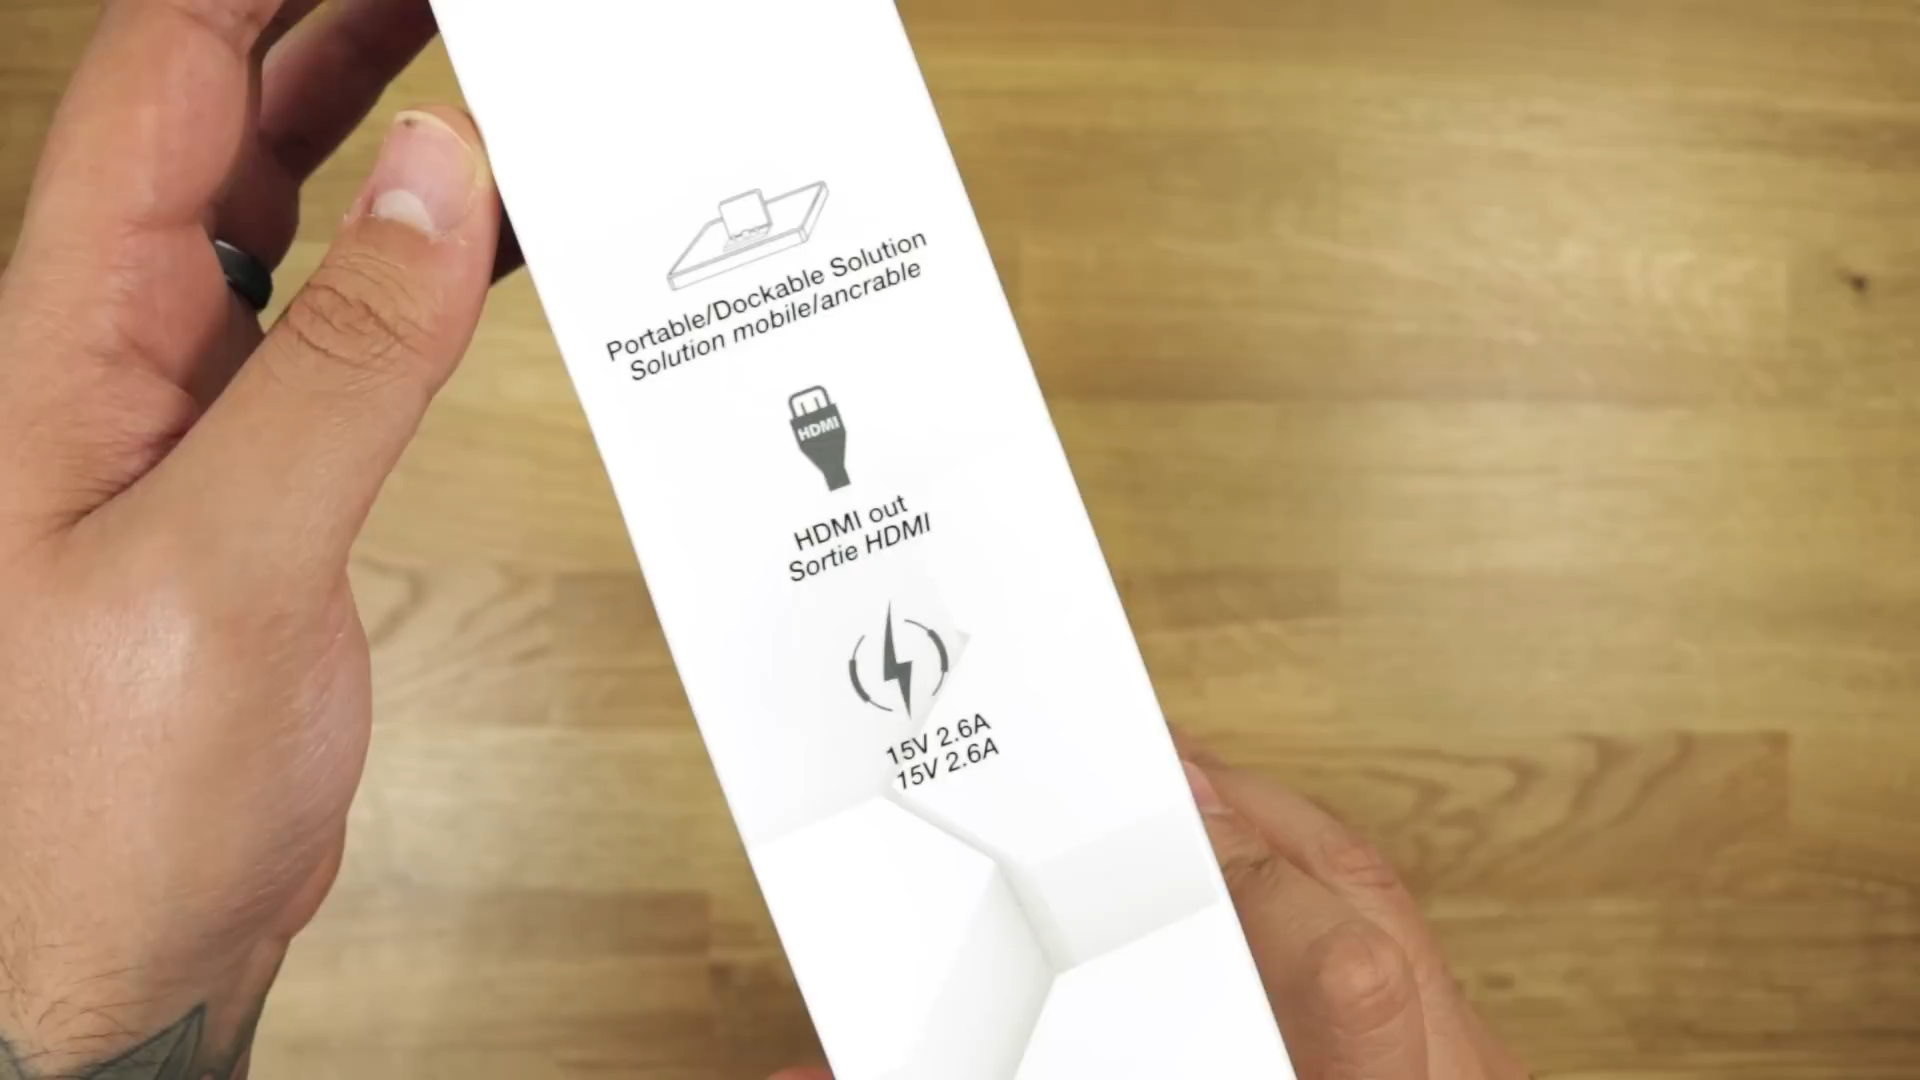 Portable/Dockable Solution
Solution mobile/ancrable
HDMI
HDMI out
Sortie HDMI
15V 2.6A
15V 2.6A